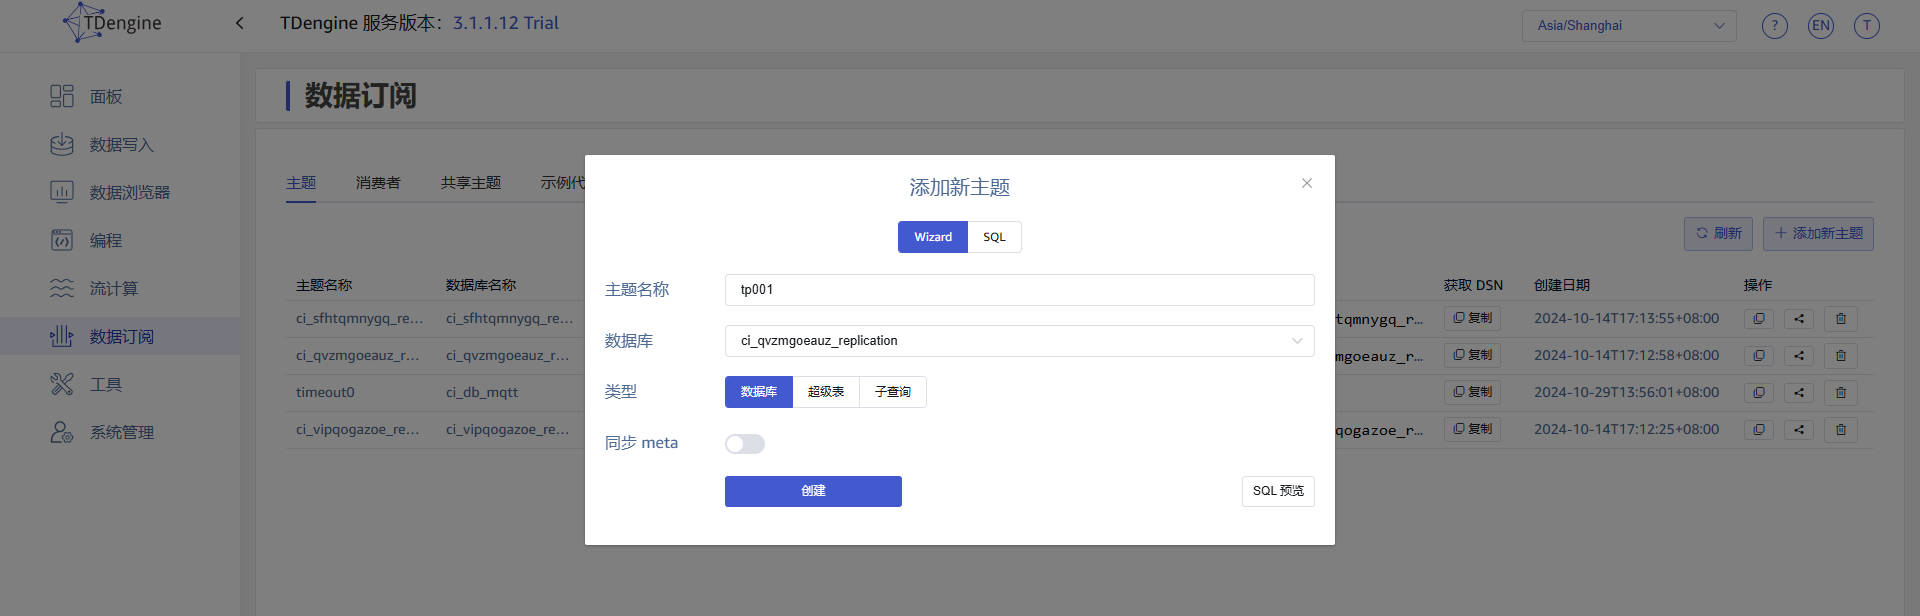 TDengine
TDengine 服务版本：3.1.1.12 Trial
Asia/Shanghai
?
EN
T
面板
数据写入
数据浏览器
编程
流计算
数据订阅
工具
系统管理
数据订阅
主题 消费者 共享主题 示例代
刷新
添加新主题
主题名称 数据库名称 获取 DSN 创建日期 操作
ci_sfhtqmnygq_re... ci_sfhtqmnygq_re... tqmnygq_r... 复制 2024-10-14T17:13:55+08:00
ci_qvzmgoeauz_r... ci_qvzmgoeauz_r... mgoeauz_r... 复制 2024-10-14T17:12:58+08:00
timeout0 ci_db_mqtt 复制 2024-10-29T13:56:01+08:00
ci_vipqogazoe_re... ci_vipqogazoe_re... qogazoe_r... 复制 2024-10-14T17:12:25+08:00
添加新主题
Wizard SQL
主题名称 tp001
数据库 ci_qvzmgoeauz_replication
类型 数据库 超级表 子查询
同步 meta
创建 SQL 预览